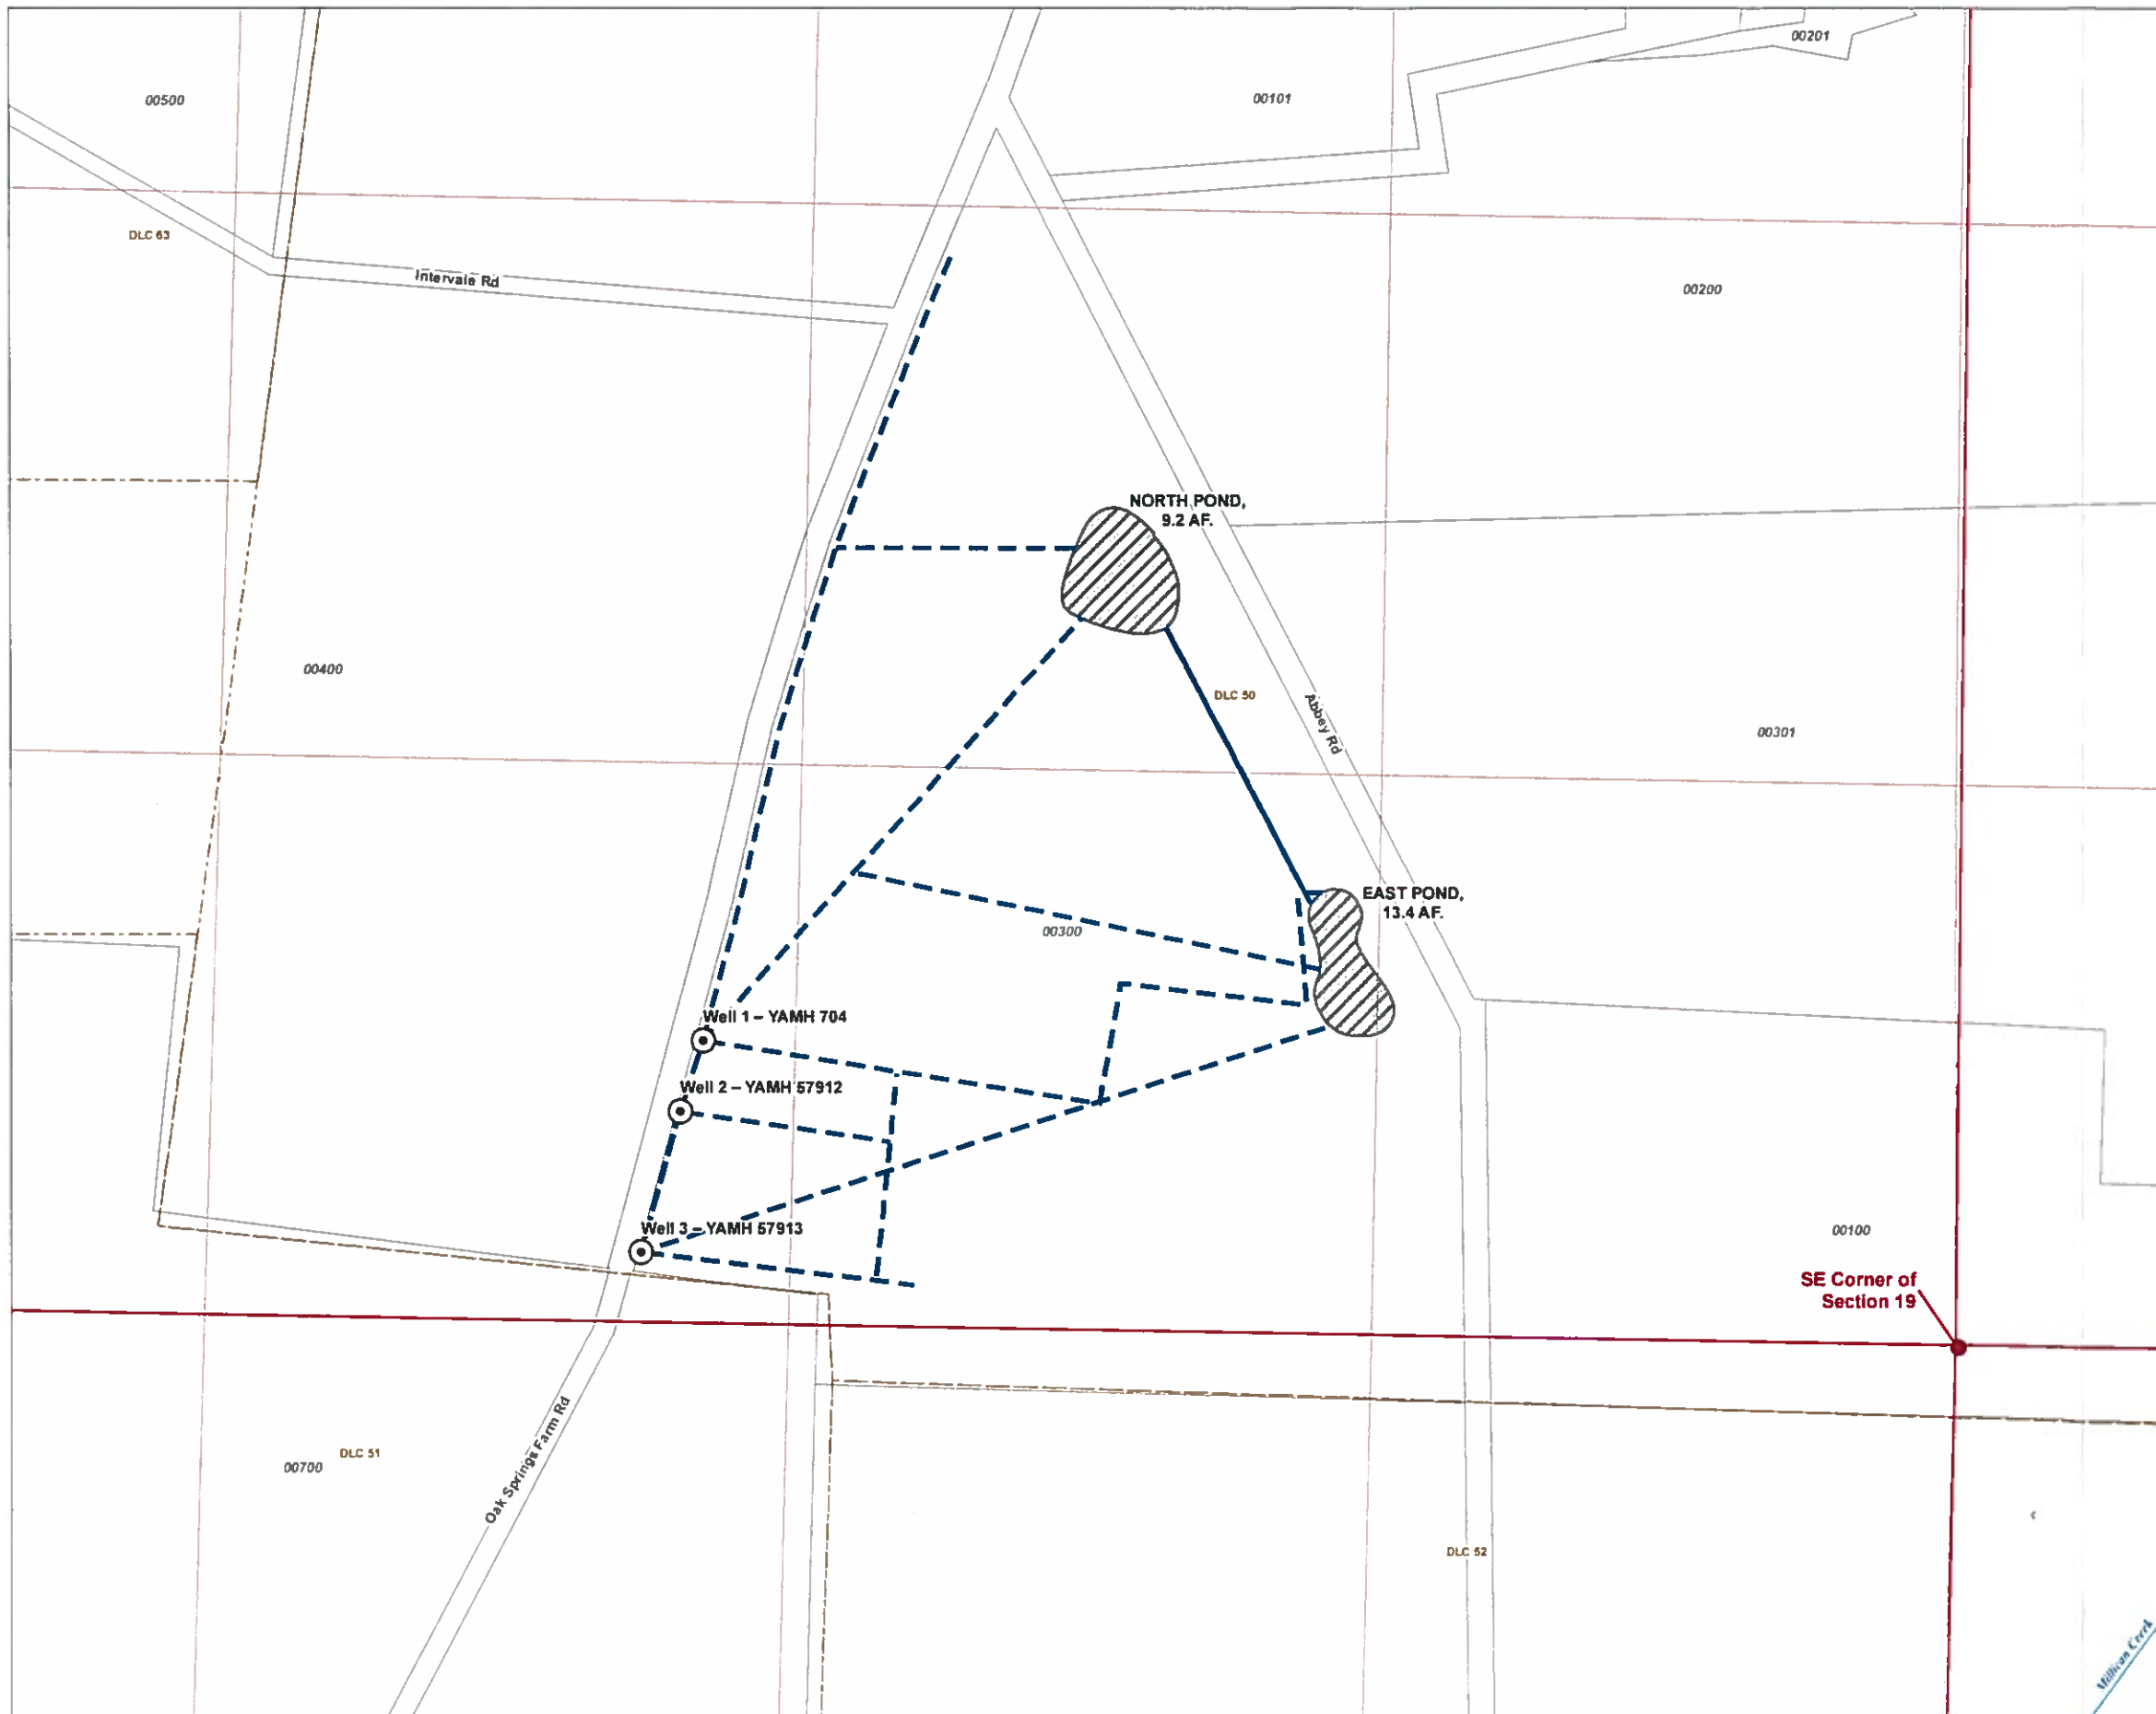 00201
00500
00101
DLC 63
Intervale Rd
00200
NORTH POND,
9.2 AF.
00400
DLC 50
Abbey Rd
00301
EAST POND,
13.4 AF.
00300
Well 1 – YAMH 704
Well 2 – YAMH 57912
Well 3 – YAMH 57913
00100
SE Corner of
Section 19
Oak Springs Farm Rd
DLC 51
00700
DLC 52
Millican Creek